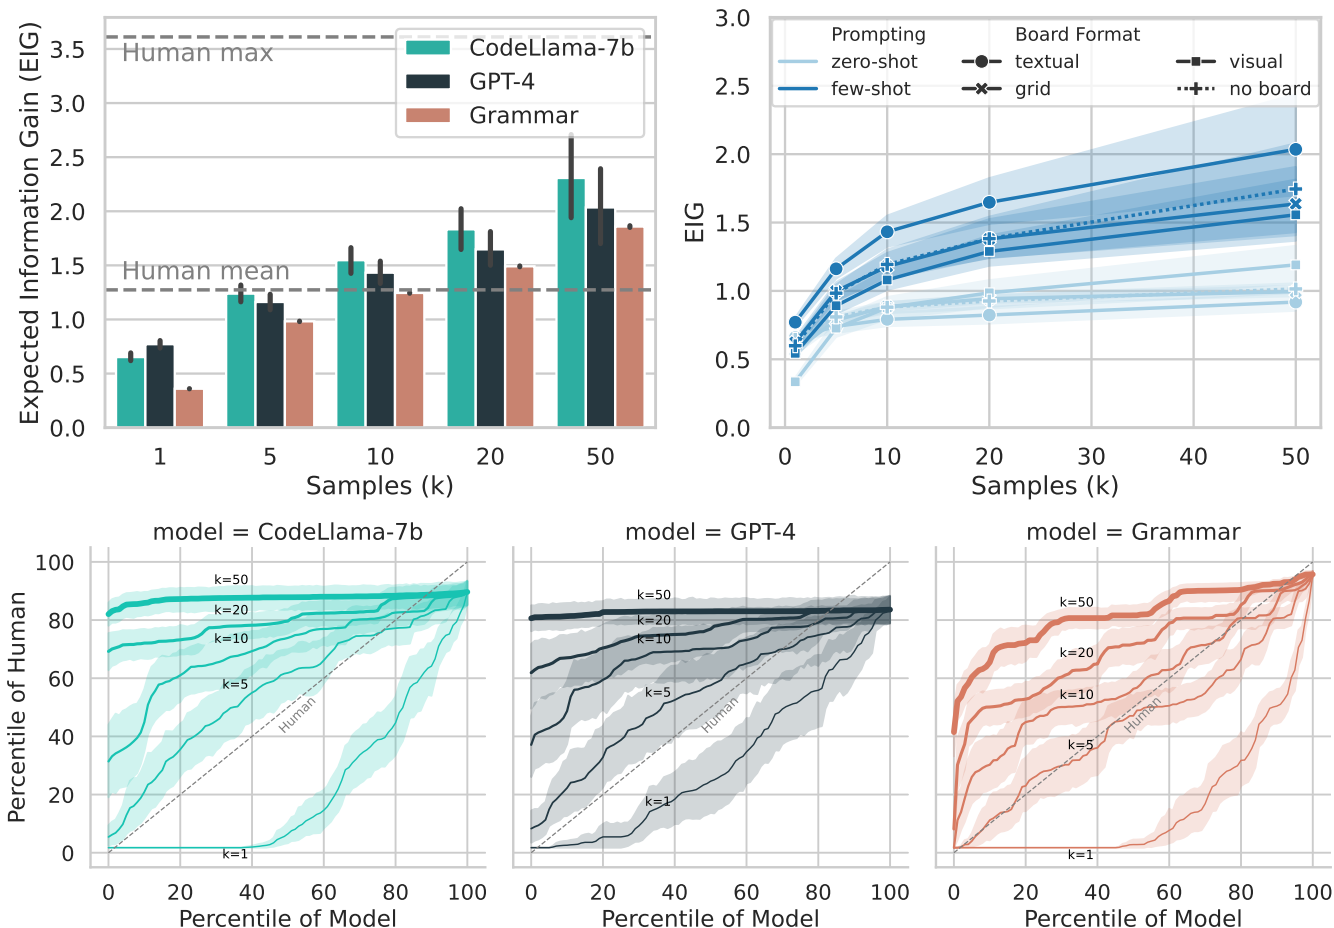 Expected Information Gain (EIG)
3.5
3.0
2.5
2.0
1.5
1.0
0.5
0.0
Human max
Human mean
CodeLlama-7b
GPT-4
Grammar
1 5 10 20 50
Samples (k)
EIG
3.0
2.5
2.0
1.5
1.0
0.5
0.0
Prompting Board Format
zero-shot textual visual
few-shot grid no board
0 10 20 30 40 50
Samples (k)
model = CodeLlama-7b
Percentile of Human
100
80
60
40
20
0
k=50
k=20
k=10
k=5
Human
k=1
0 20 40 60 80 100
Percentile of Model
model = GPT-4
k=50
k=20
k=10
k=5
Human
k=1
0 20 40 60 80 100
Percentile of Model
model = Grammar
k=50
k=20
k=10
Human
k=5
k=1
0 20 40 60 80 100
Percentile of Model